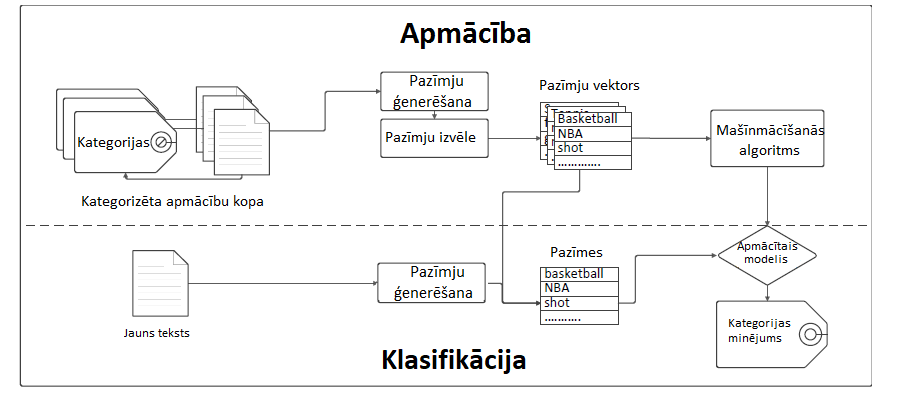 Apmācība
Pazīmju
ģenerēšana
Pazīmju izvēle
Pazīmju vektors
Basketball
NBA
shot
.............
Mašīnmācīšanās
algoritms
Kategorijas
Kategorizēta apmācību kopa
Jauns teksts
Pazīmju
ģenerēšana
Pazīmes
basketball
NBA
shot
...........
Apmācītais
modelis
Kategorijas
minējums
Klasifikācija